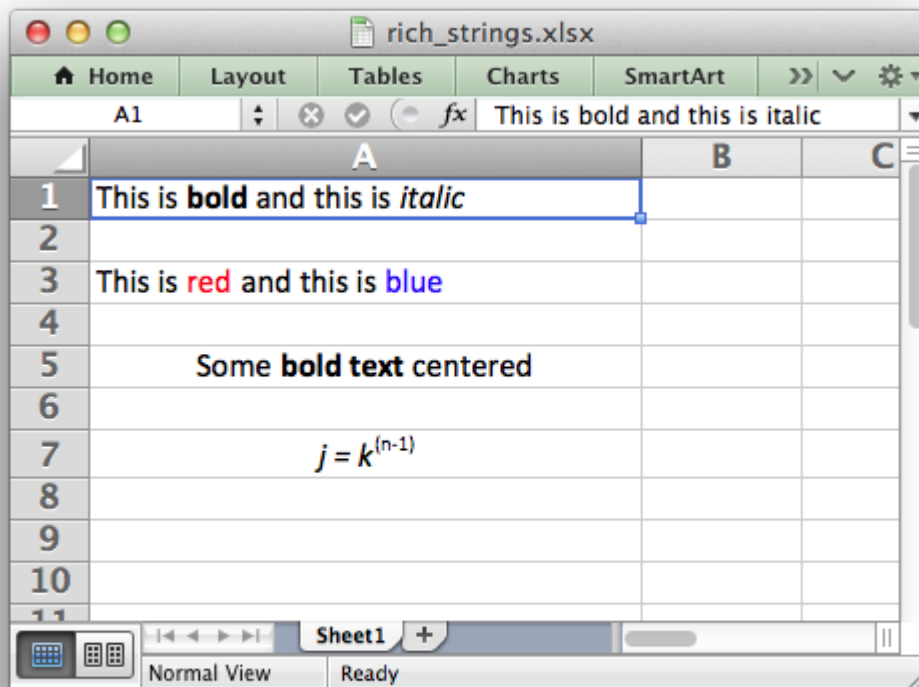 rich_strings.xlsx
Home Layout Tables Charts SmartArt
A1 fx This is bold and this is italic
A B C
1 This is bold and this is italic
2
3 This is red and this is blue
4
5 Some bold text centered
6
7 j = k(n-1)
8
9
10
11
Sheet1 +
Normal View Ready